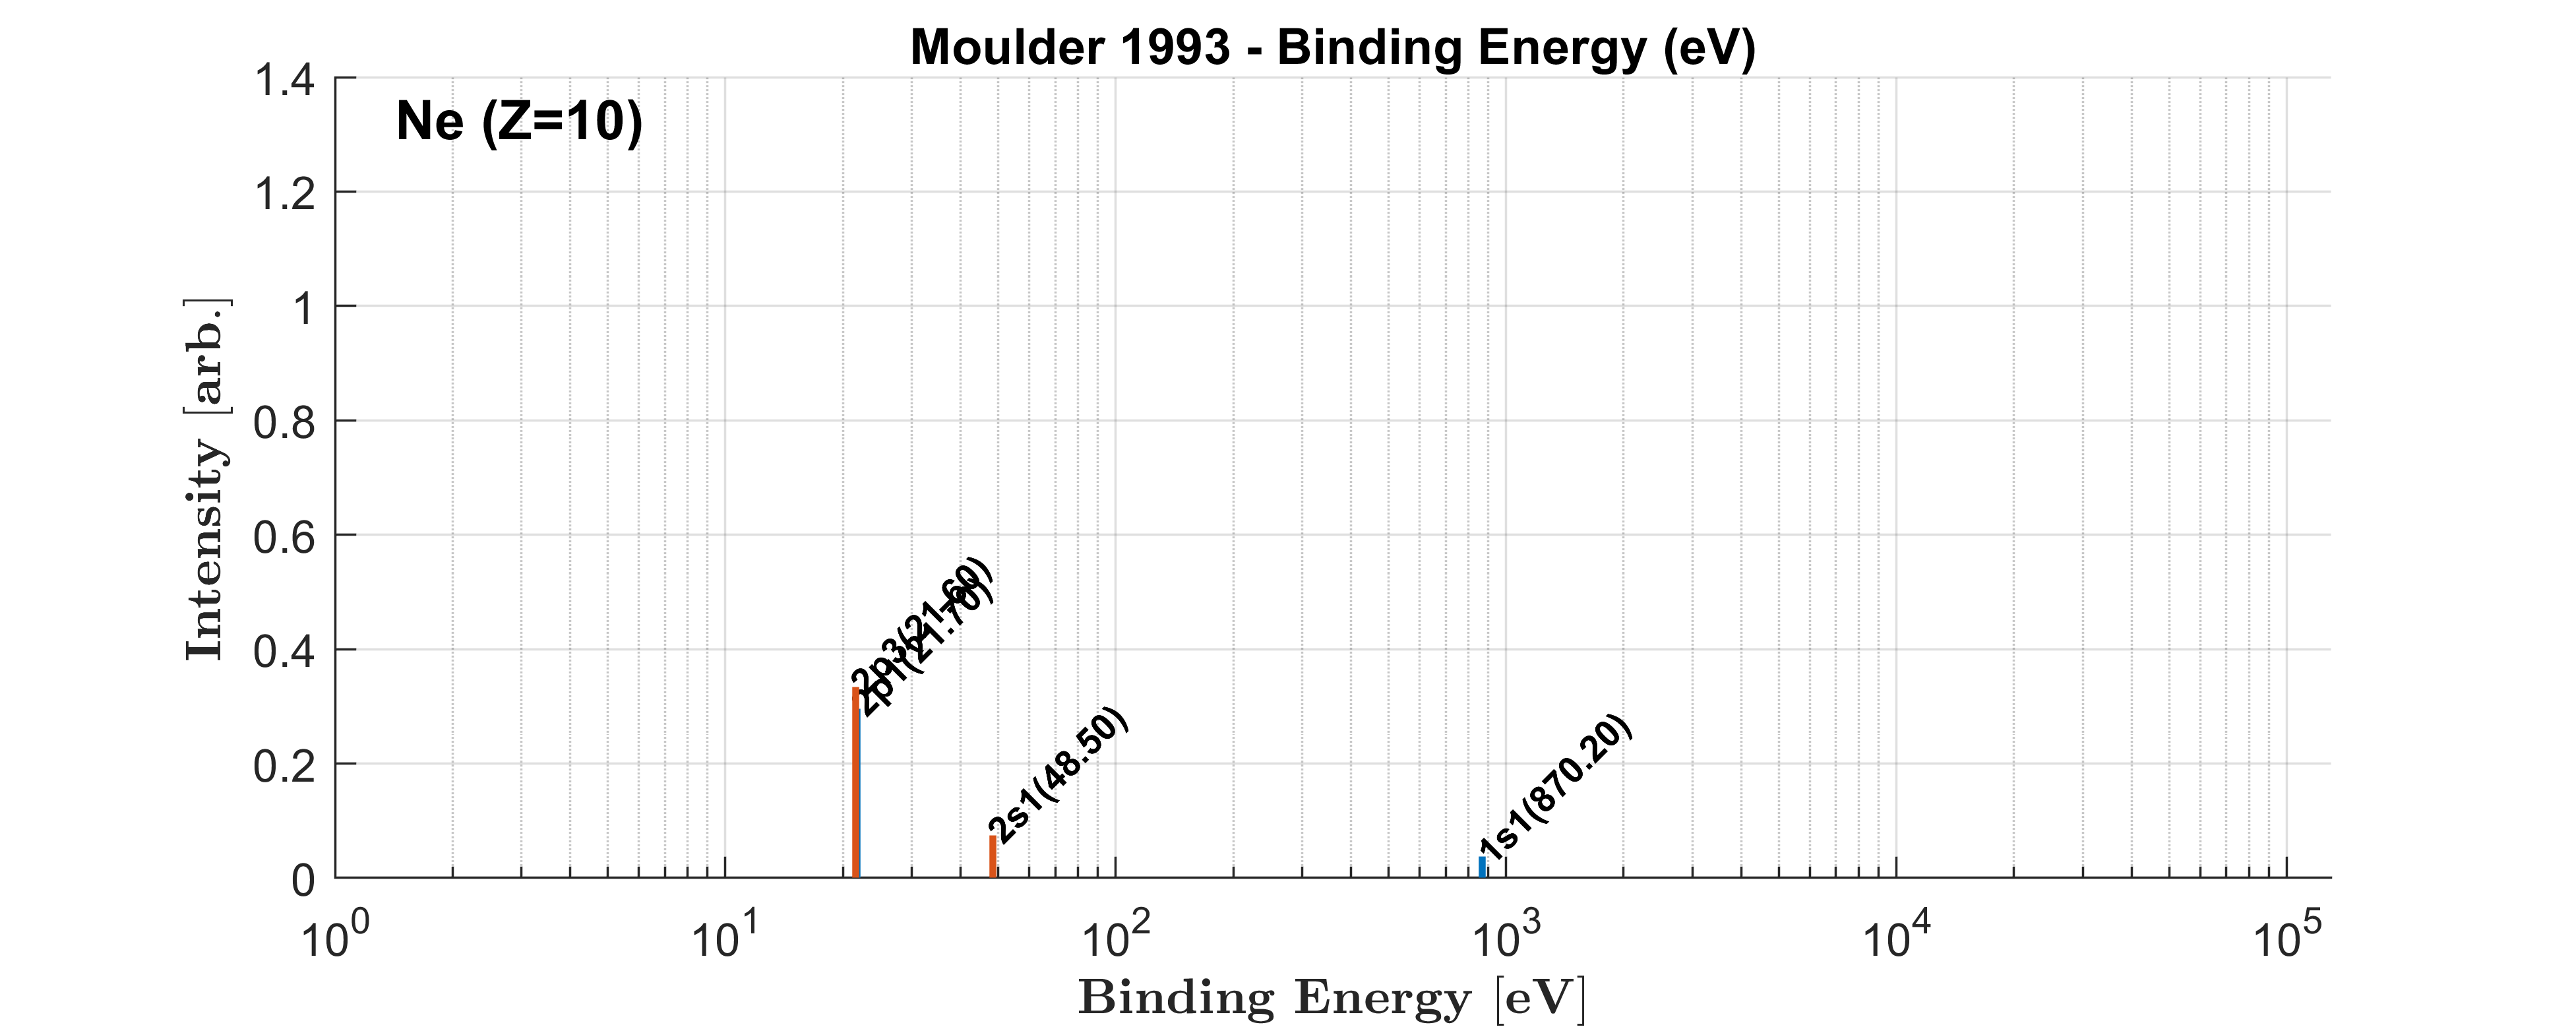 Moulder 1993 - Binding Energy (eV)
Ne (Z=10)
Intensity [arb.]
1.4
1.2
1
0.8
0.6
0.4
0.2
0
2p3(21.60)
2p1(21.70)
2s1(48.50)
1s1(870.20)
10^0 10^1 10^2 10^3 10^4 10^5
Binding Energy [eV]